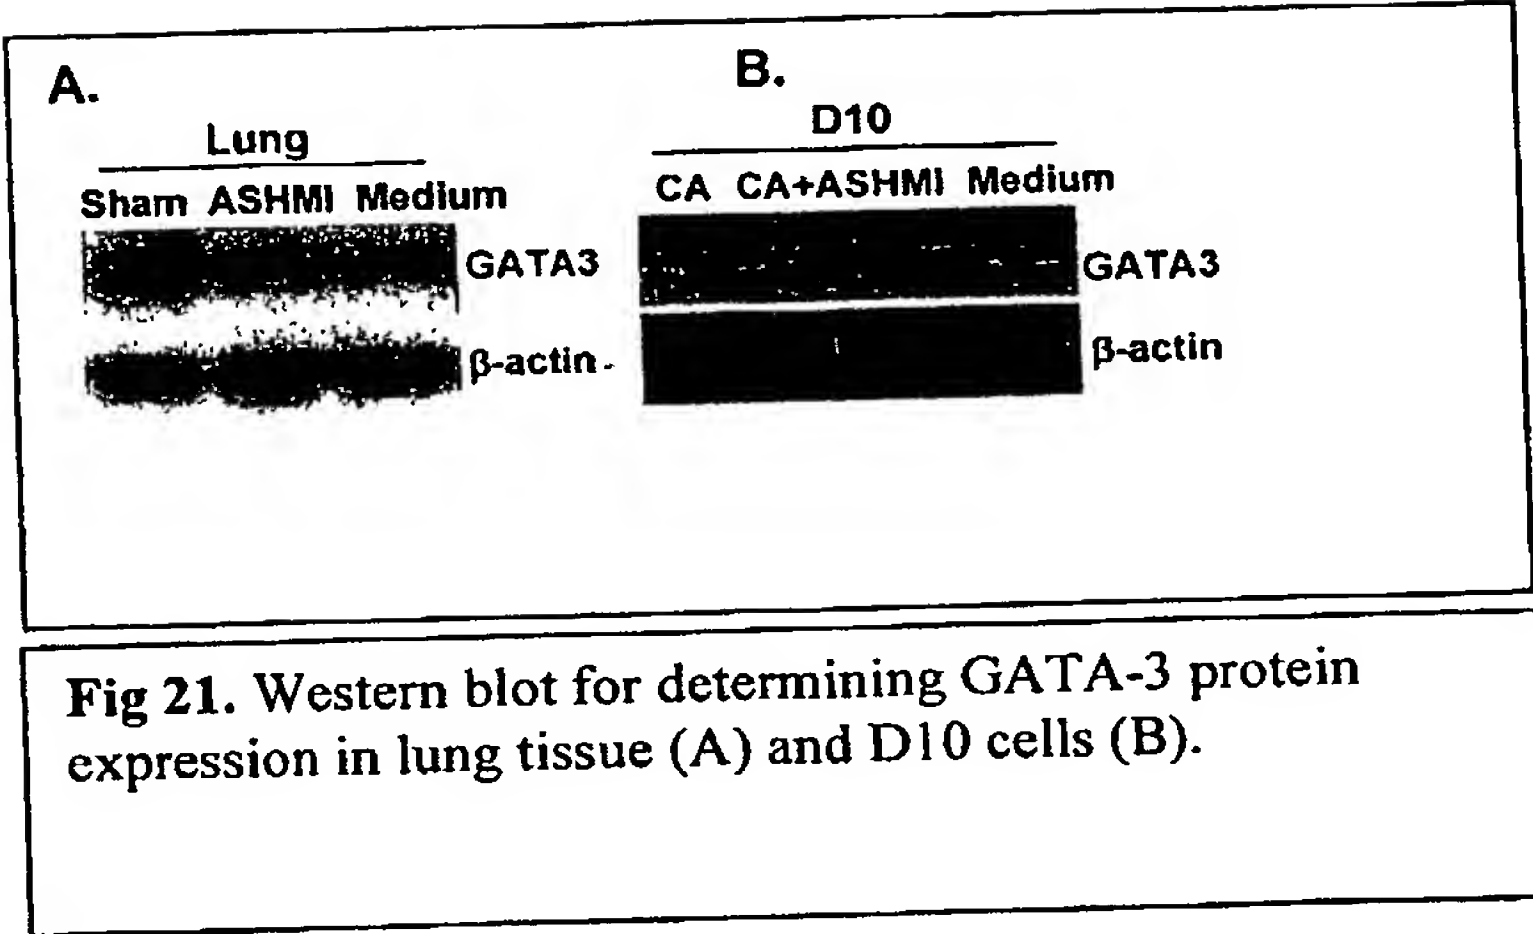 A.
Lung
Sham ASHMI Medium
GATA3
β-actin
B.
D10
CA CA+ASHMI Medium
GATA3
β-actin
Fig 21. Western blot for determining GATA-3 protein
expression in lung tissue (A) and D10 cells (B).